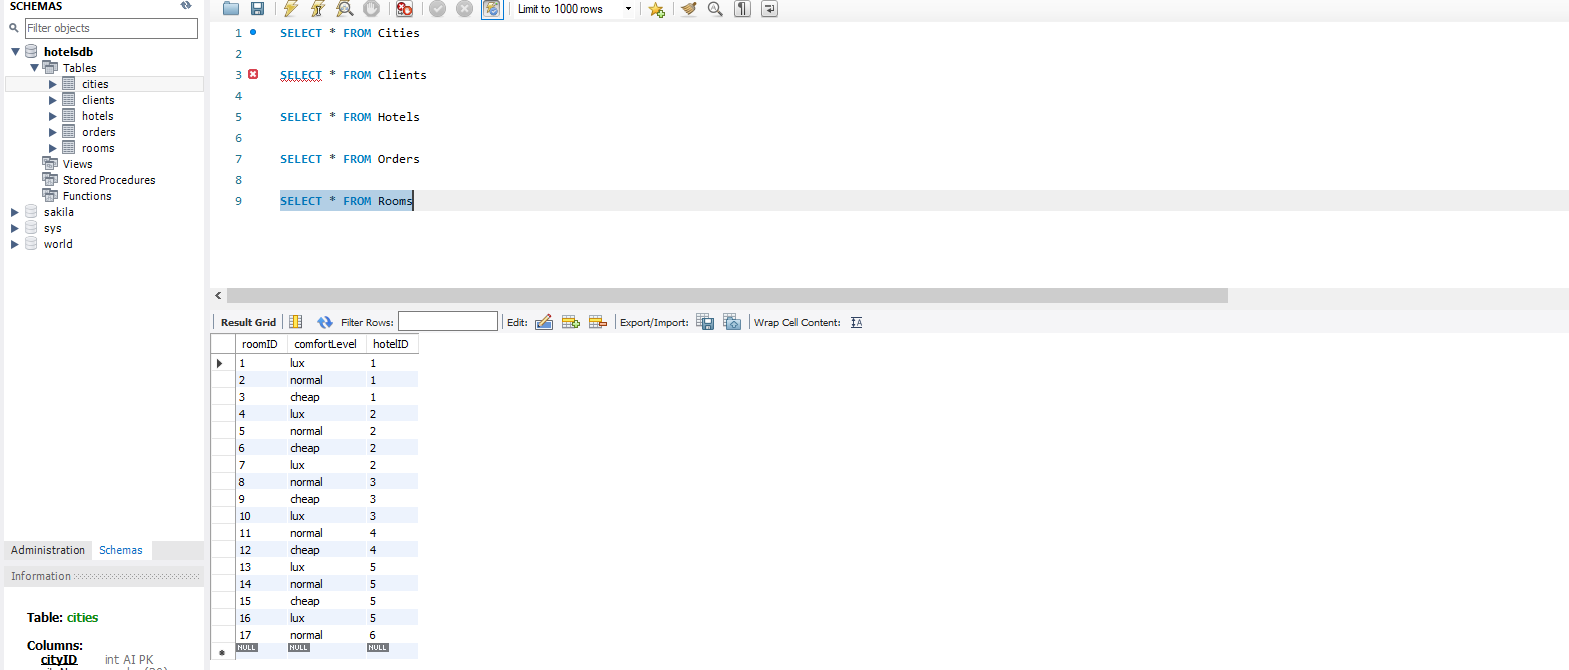 SCHEMAS
Filter objects
hotelsdb
Tables
cities
clients
hotels
orders
rooms
Views
Stored Procedures
Functions
sakila
sys
world
Administration Schemas
Information
Table: cities
Columns:
cityID int AI PK
Limit to 1000 rows
1 SELECT * FROM Cities
2
3 SELECT * FROM Clients
4
5 SELECT * FROM Hotels
6
7 SELECT * FROM Orders
8
9 SELECT * FROM Rooms
Result Grid Filter Rows: Edit: Export/Import: Wrap Cell Content:
roomID comfortLevel hotelID
1 lux 1
2 normal 1
3 cheap 1
4 lux 2
5 normal 2
6 cheap 2
7 lux 2
8 normal 3
9 cheap 3
10 lux 3
11 normal 4
12 cheap 4
13 lux 5
14 normal 5
15 cheap 5
16 lux 5
17 normal 6
NULL NULL NULL